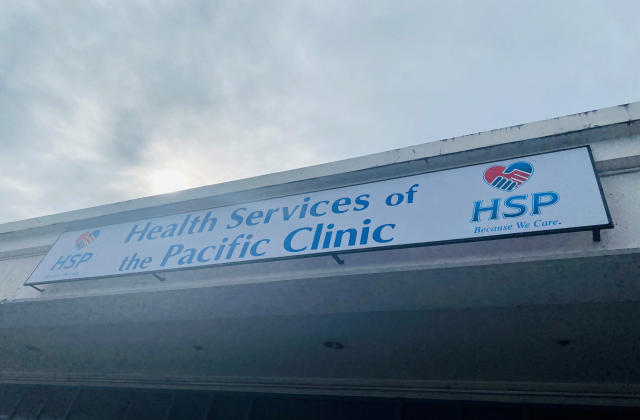 HSP
Health Services of
the Pacific Clinic
HSP
Because We Care.